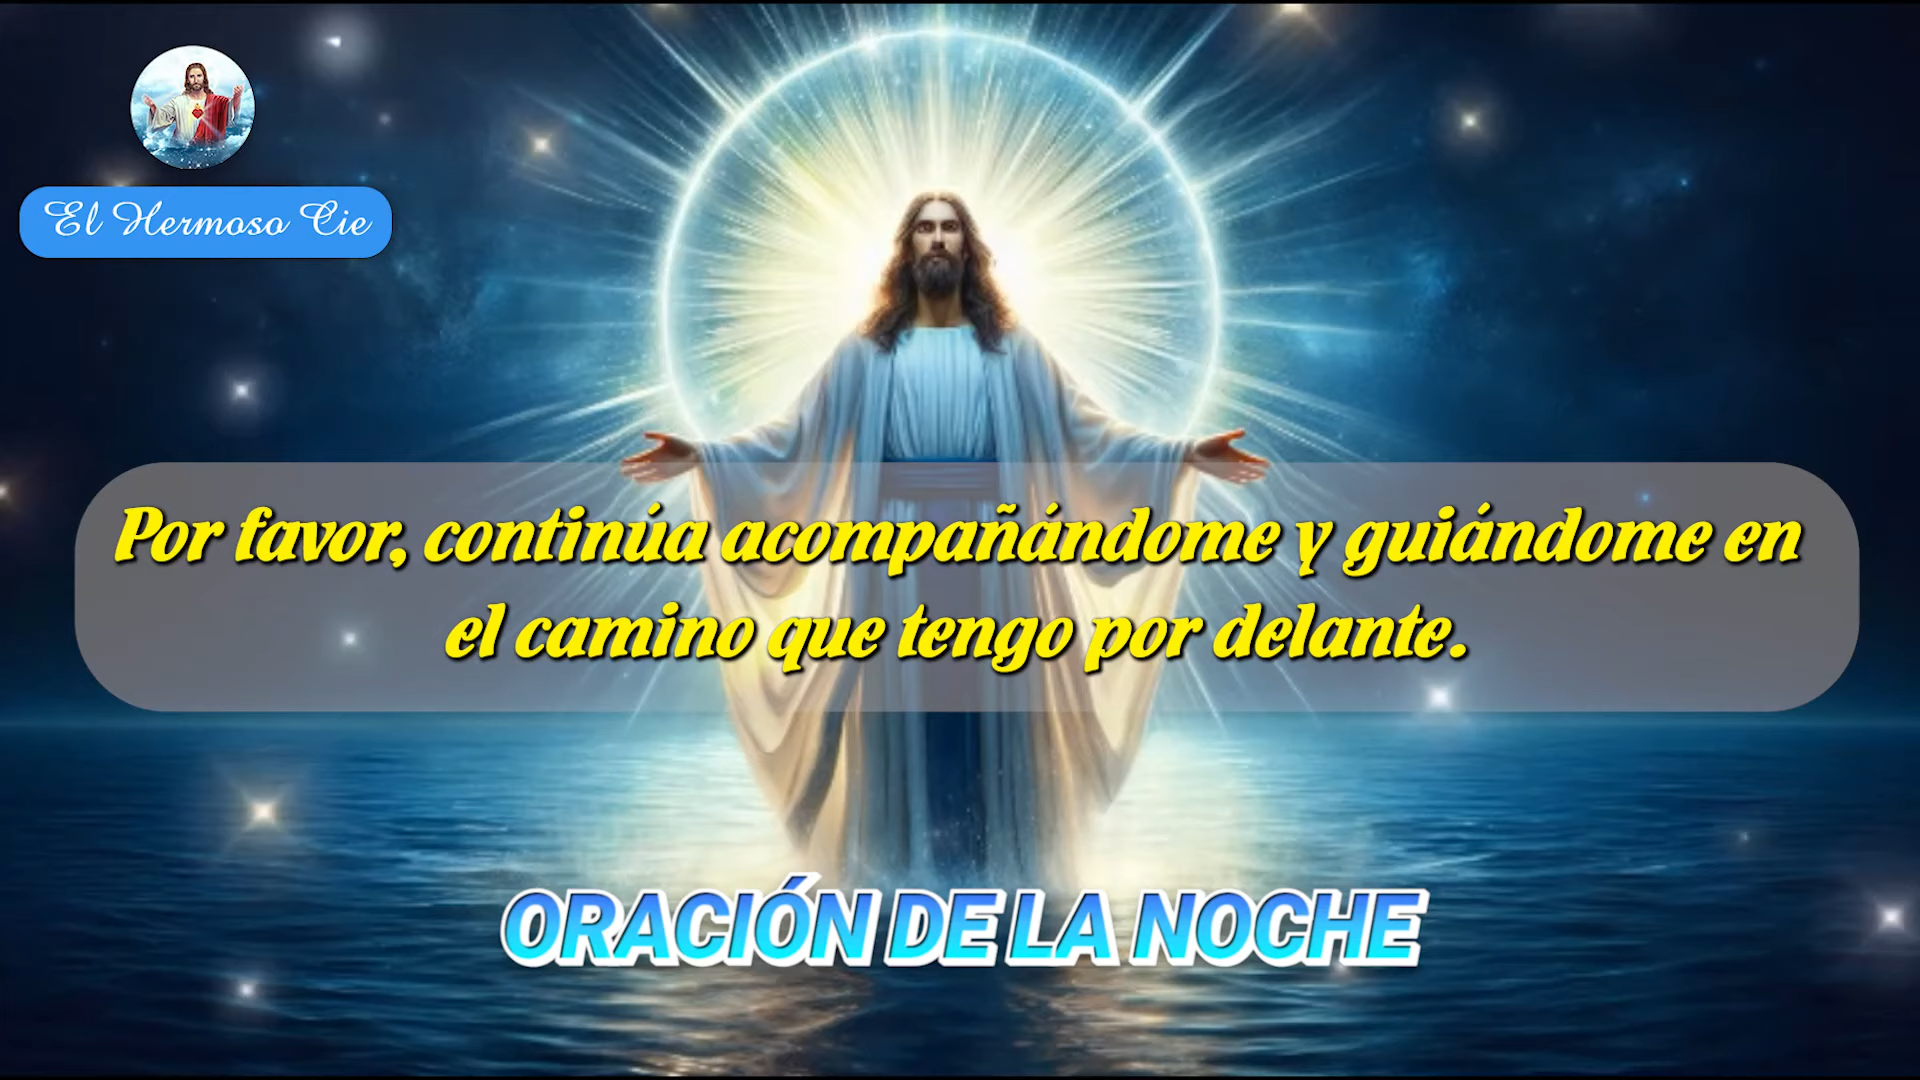 El Hermoso Cie
Por favor, continúa acompañándome y guiándome en
el camino que tengo por delante.
ORACIÓN DE LA NOCHE